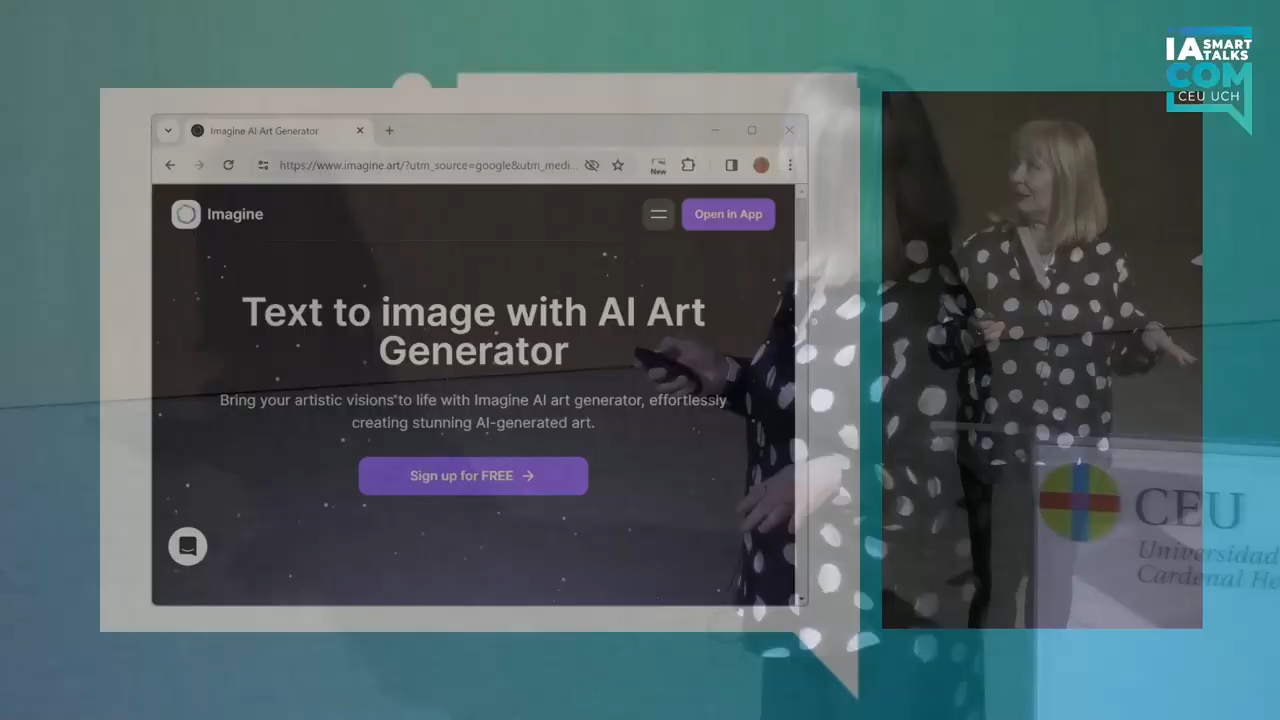 IA SMART TALKS
COM
CEU UCH
Imagine AI Art Generator
https://www.imagine.art/?utm_source=google&utm_medi...
New
Imagine
Open in App
Text to image with AI Art
Generator
Bring your artistic visions to life with Imagine AI art generator, effortlessly
creating stunning AI-generated art.
Sign up for FREE →
CEU
Universidad
Cardenal He